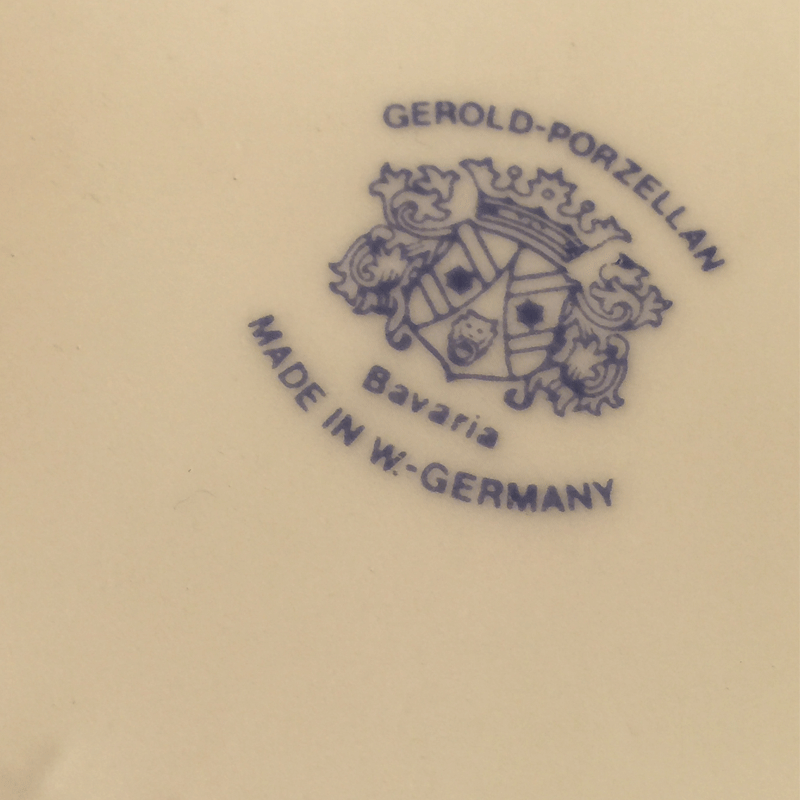 GEROLD-PORZELLAN
Bavaria
MADE IN W.-GERMANY